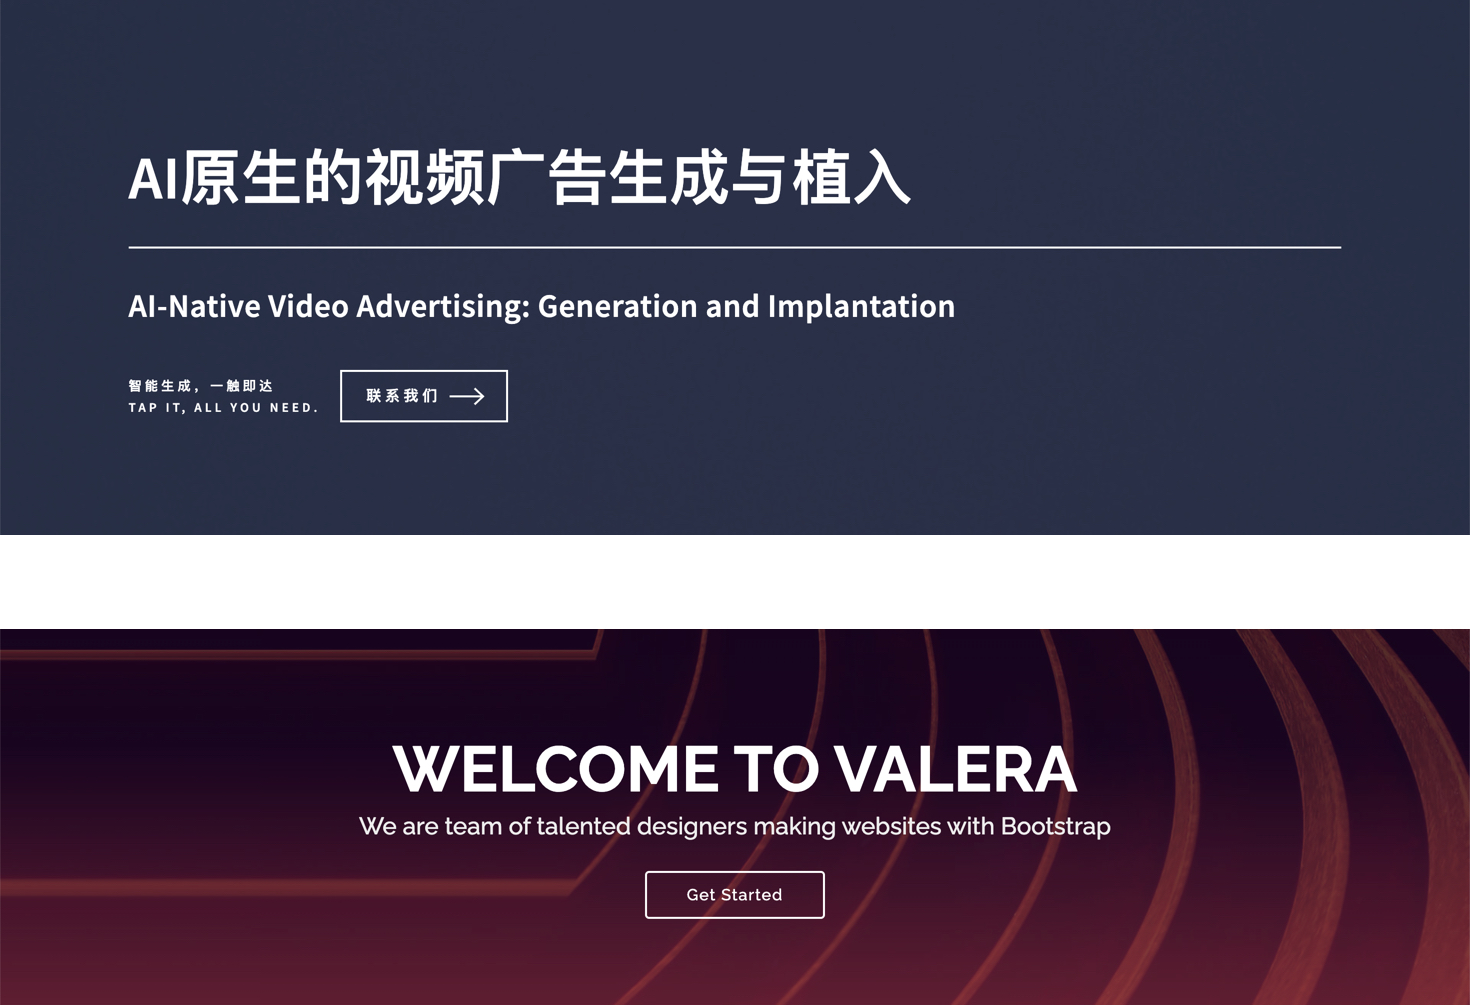 AI原生的视频广告生成与植入
AI-Native Video Advertising: Generation and Implantation
智能生成，一触即达
TAP IT, ALL YOU NEED.
联系我们
WELCOME TO VALERA
We are team of talented designers making websites with Bootstrap
Get Started